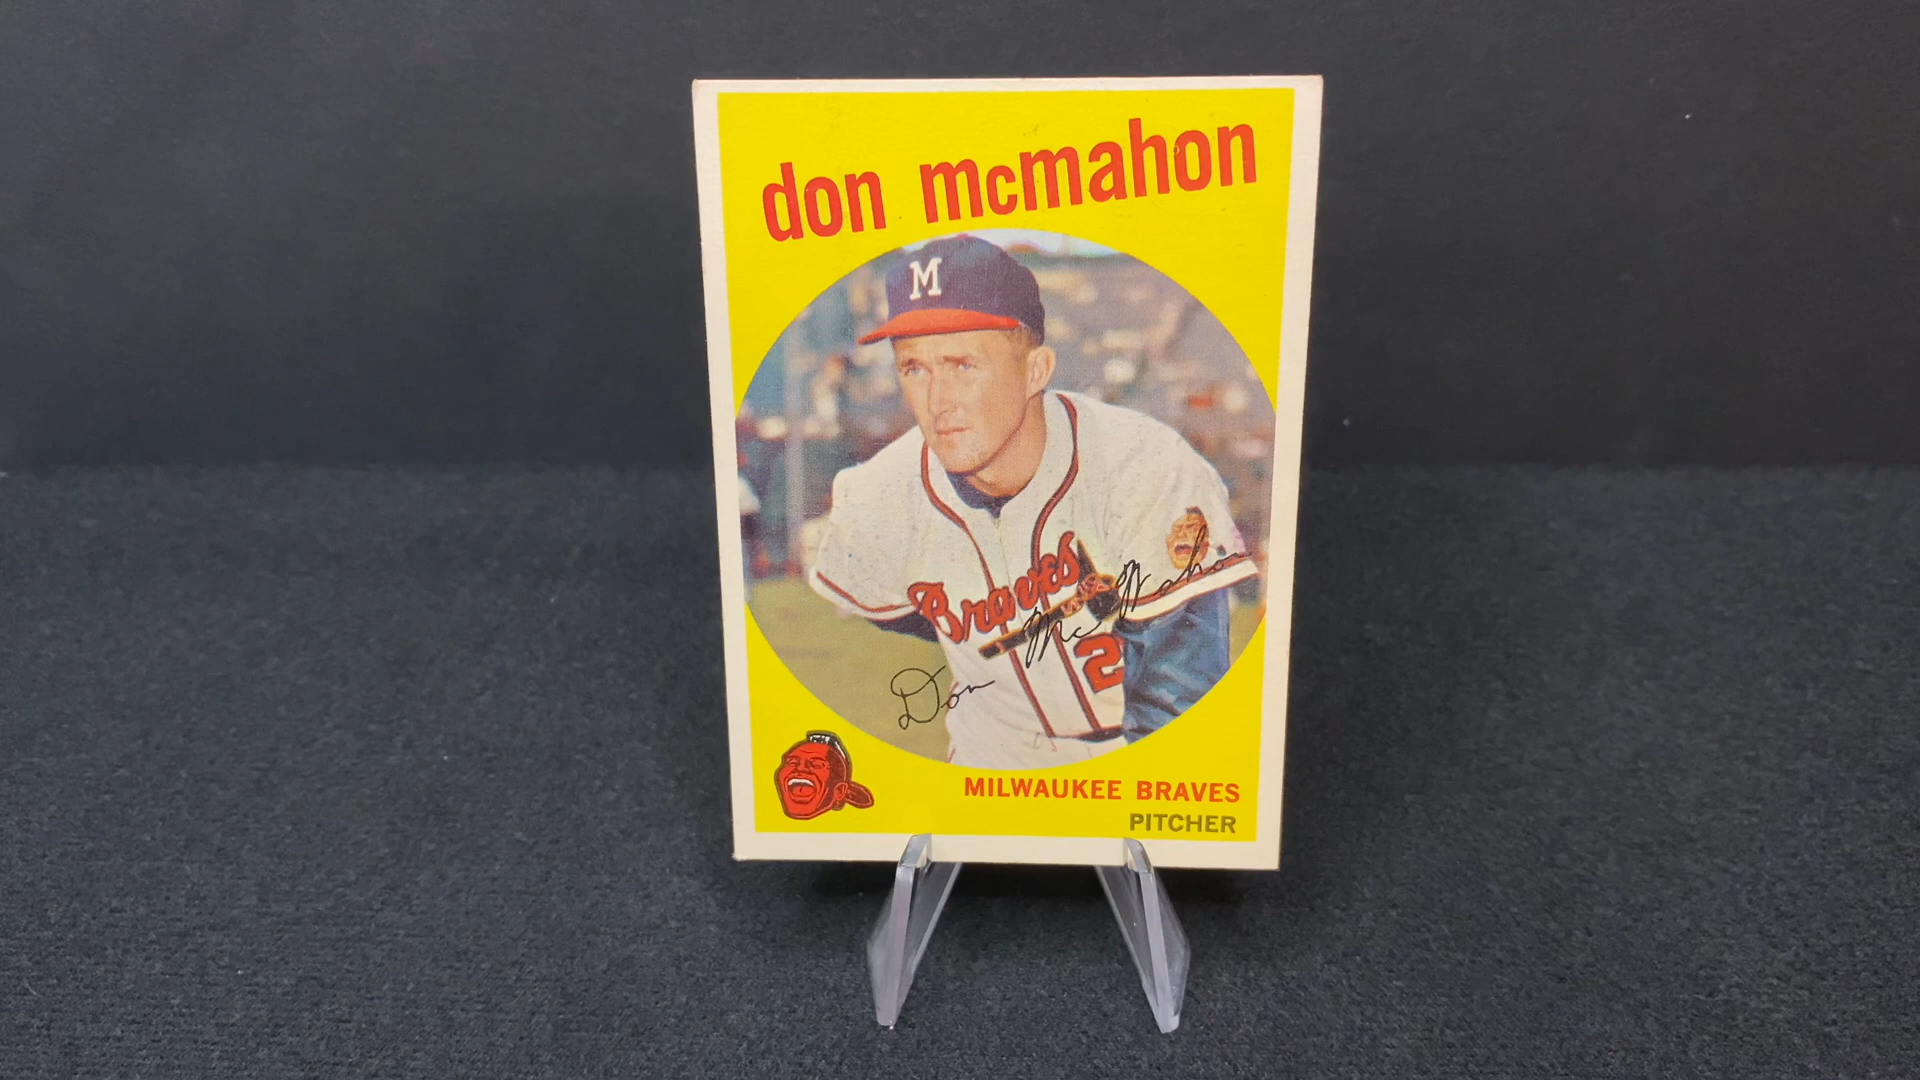 don mcmahon
M
Braves
2
Don McMahon
MILWAUKEE BRAVES
PITCHER